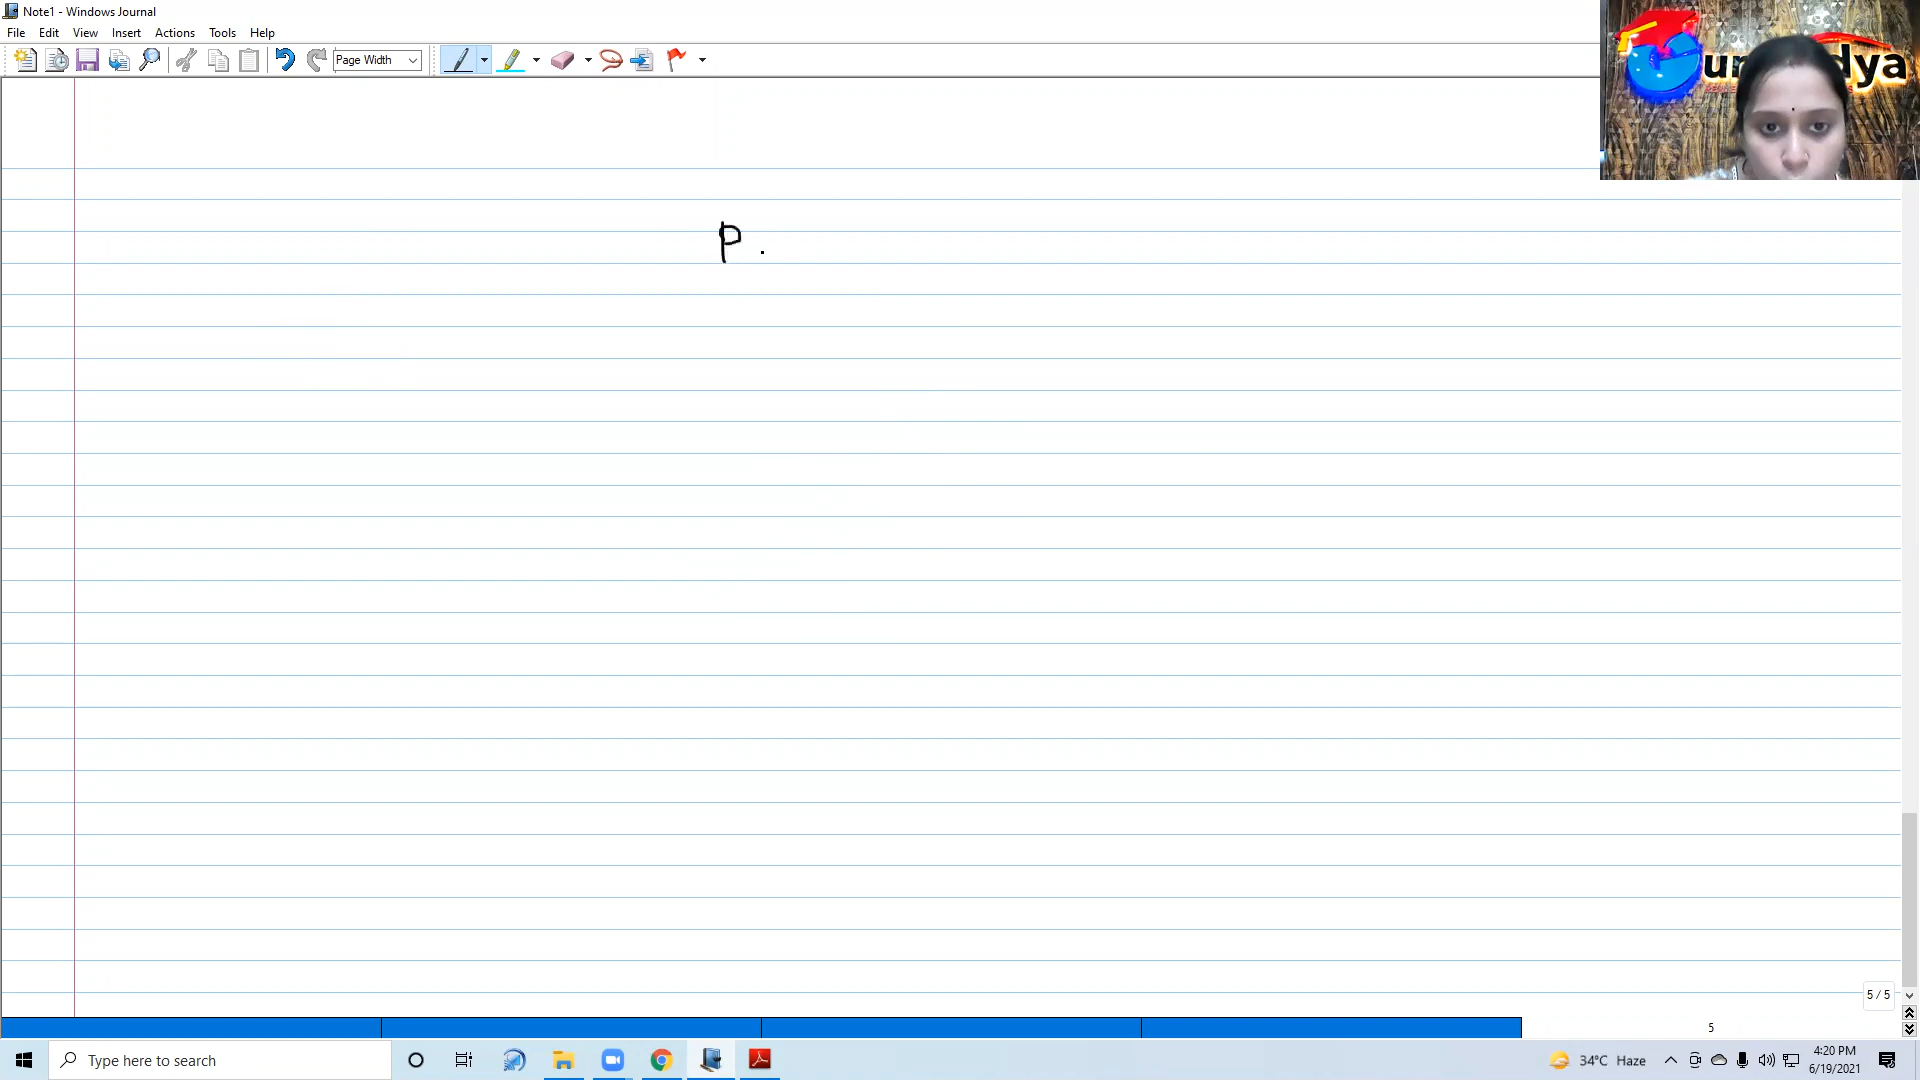 Note1 - Windows Journal
File Edit View Insert Actions Tools Help
Page Width
P .
5 / 5
5
Type here to search
34°C Haze
4:20 PM
6/19/2021